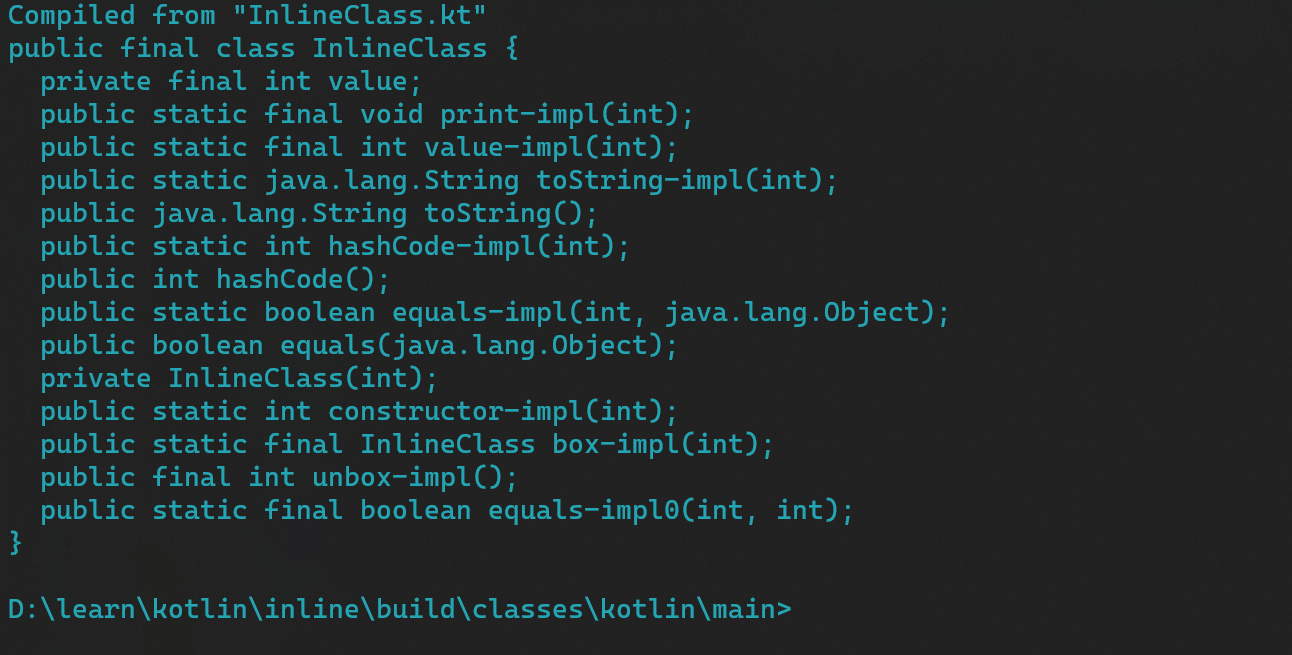 Compiled from "InlineClass.kt"
public final class InlineClass {
  private final int value;
  public static final void print-impl(int);
  public static final int value-impl(int);
  public static java.lang.String toString-impl(int);
  public java.lang.String toString();
  public static int hashCode-impl(int);
  public int hashCode();
  public static boolean equals-impl(int, java.lang.Object);
  public boolean equals(java.lang.Object);
  private InlineClass(int);
  public static int constructor-impl(int);
  public static final InlineClass box-impl(int);
  public final int unbox-impl();
  public static final boolean equals-impl0(int, int);
}
D:\learn\kotlin\inline\build\classes\kotlin\main>